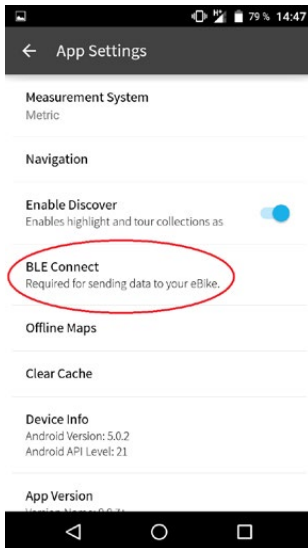 79 % 14:47
App Settings
Measurement System
Metric
Navigation
Enable Discover
Enables highlight and tour collections as
BLE Connect
Required for sending data to your eBike.
Offline Maps
Clear Cache
Device Info
Android Version: 5.0.2
Android API Level: 21
App Version